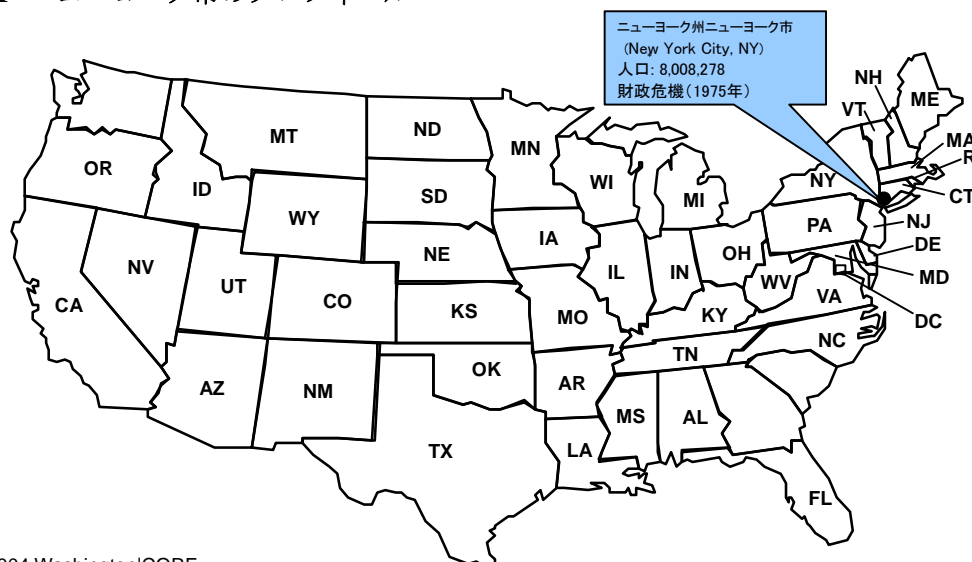 ニューヨーク州ニューヨーク市
(New York City, NY)
人口: 8,008,278
財政危機(1975年)
NH
ME
VT
MT
ND
MA
OR
MN
R
ID
WI
NY
CT
SD
MI
WY
PA
NJ
IA
OH
DE
NE
NV
IL
IN
WV
MD
UT
CO
VA
CA
KS
MO
KY
DC
NC
TN
OK
AZ
NM
AR
MS
AL
TX
LA
FL